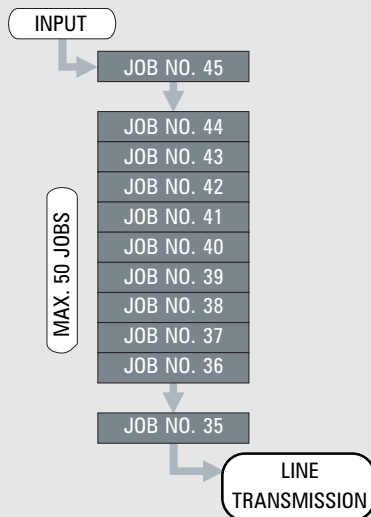 INPUT
JOB NO. 45
JOB NO. 44
JOB NO. 43
JOB NO. 42
JOB NO. 41
JOB NO. 40
JOB NO. 39
JOB NO. 38
JOB NO. 37
JOB NO. 36
MAX. 50 JOBS
JOB NO. 35
LINE
TRANSMISSION